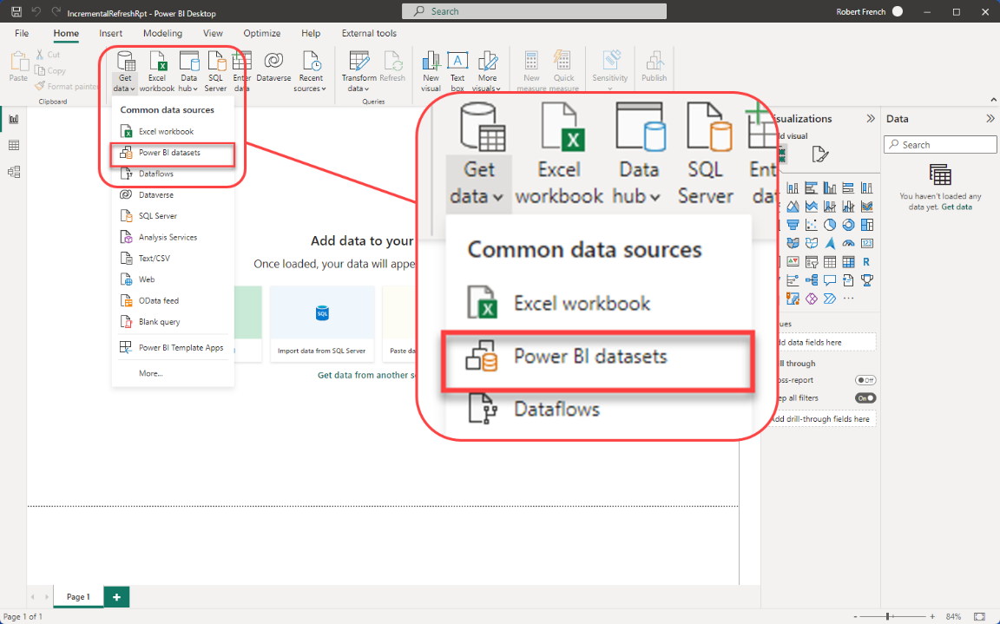 IncrementalRefreshRpt - Power BI Desktop
Search
Robert French
File Home Insert Modeling View Optimize Help External tools
Paste
Cut
Copy
Format painter
Clipboard
Get data
Excel workbook
Data hub
SQL Server
Enter data
Dataverse
Recent sources
Transform data
Refresh
Queries
New visual
Text box
More visuals
New measure
Quick measure
Sensitivity
Publish
Common data sources
Excel workbook
Power BI datasets
Dataflows
Dataverse
SQL Server
Analysis Services
Text/CSV
Web
OData feed
Blank query
Power BI Template Apps
More...
Add data to your
Once loaded, your data will appe
SQL
Import data from SQL Server
Paste da
Get data from another s
Get data
Excel workbook
Data hub
SQL Server
Ent
dat
Common data sources
Excel workbook
Power BI datasets
Dataflows
sualizations
ld visual
123
R
...
ues
ld data fields here
ill through
oss-report
Off
ep all filters
On
Add drill-through fields here
Data
Search
You haven't loaded any
data yet. Get data
Page 1
+
Page 1 of 1
- + 84%